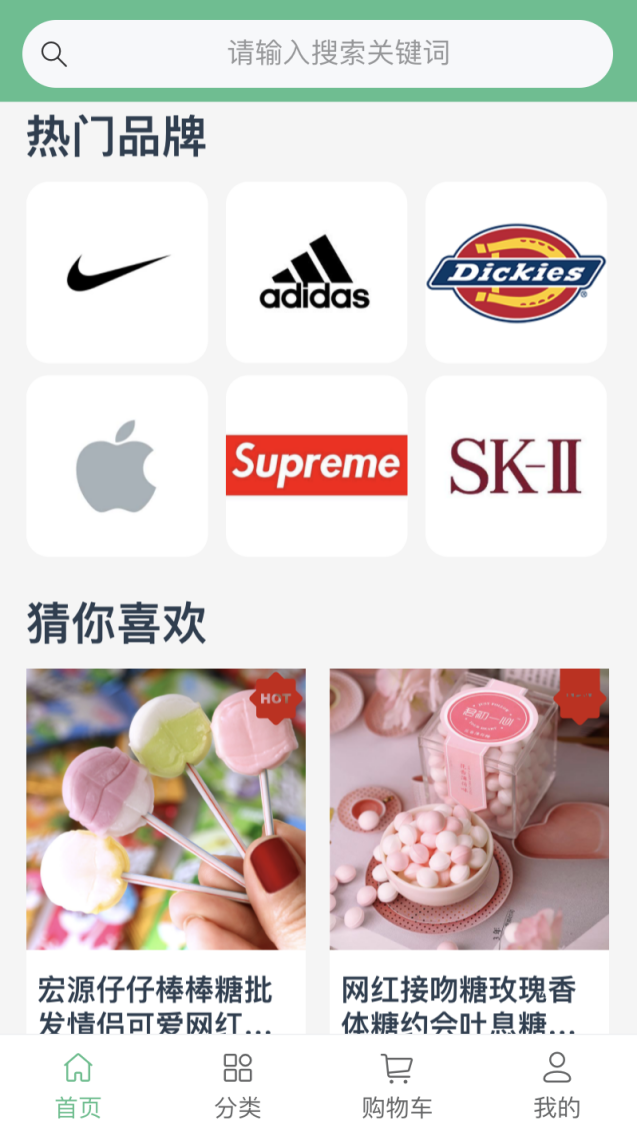 请输入搜索关键词
热门品牌
adidas
Dickies
®
Supreme
SK-II
猜你喜欢
HOT
宏源仔仔棒棒糖批
发情侣可爱网红...
网红接吻糖玫瑰香
体糖约会吐息糖...
首页
分类
购物车
我的